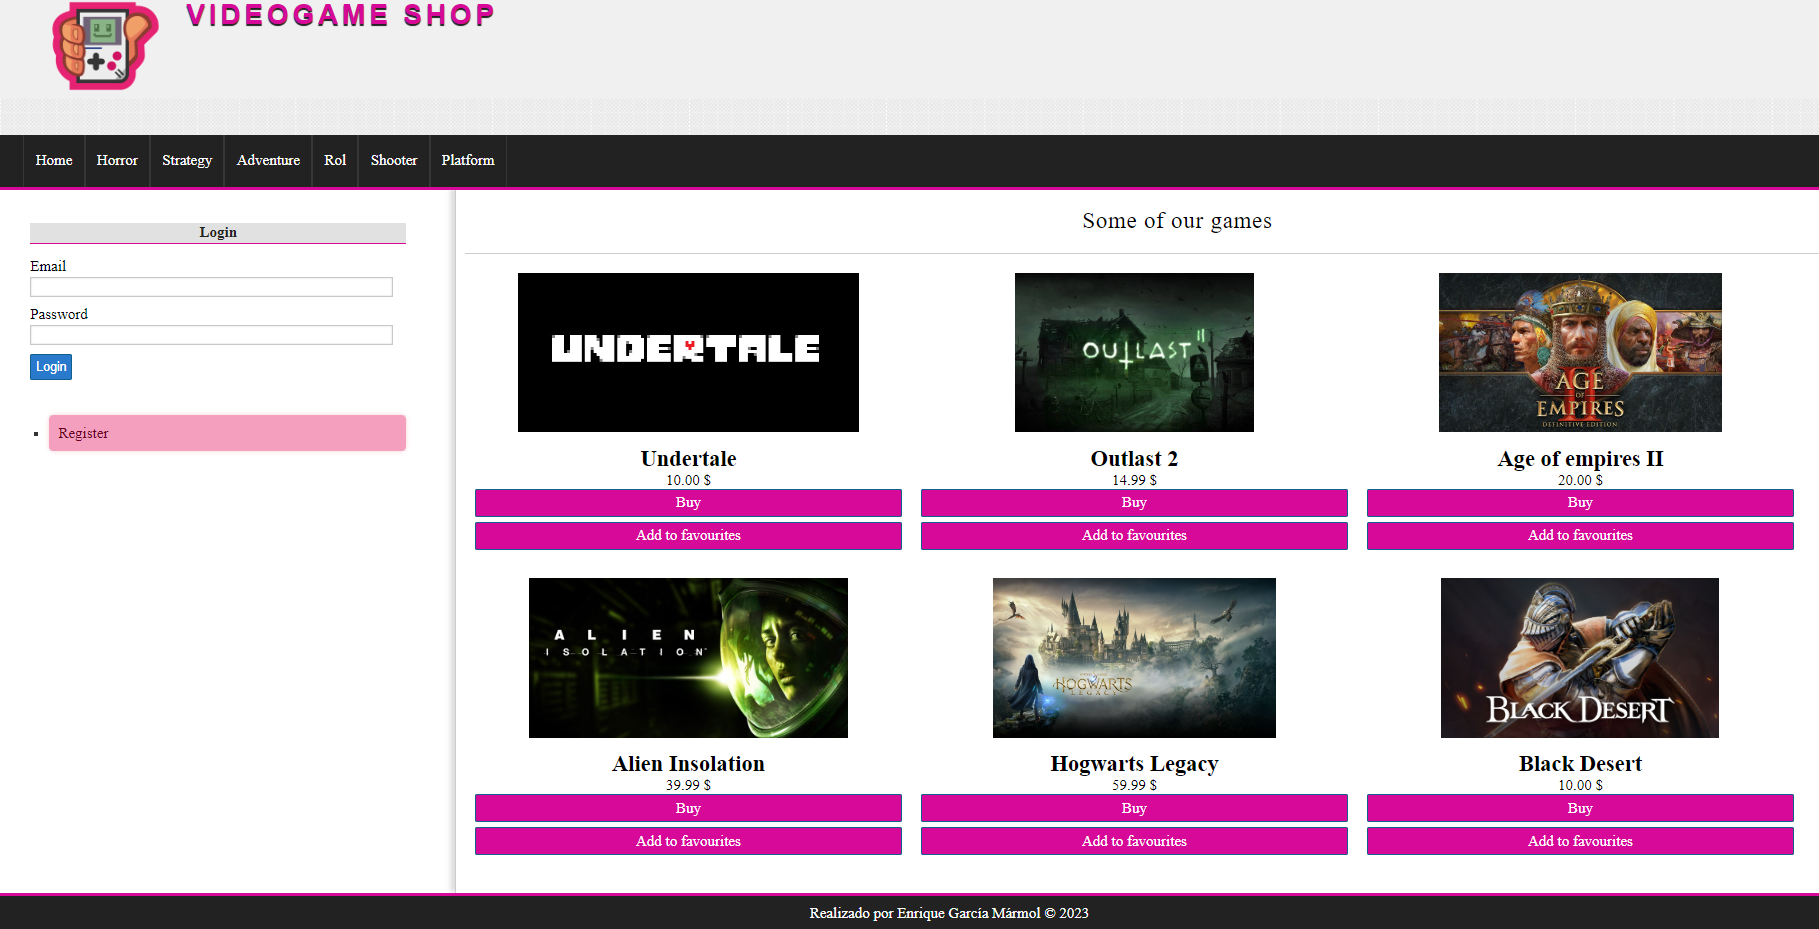 VIDEOGAME SHOP
Home Horror Strategy Adventure Rol Shooter Platform
Login
Email
Password
Login
Register
Some of our games
UNDERTALE
OUTLAST II
AGE
OF
EMPIRES
II
DEFINITIVE EDITION
Undertale
10.00 $
Buy
Add to favourites
Outlast 2
14.99 $
Buy
Add to favourites
Age of empires II
20.00 $
Buy
Add to favourites
ALIEN
ISOLATION
HOGWARTS
LEGACY
BLACK DESERT
Alien Insolation
39.99 $
Buy
Add to favourites
Hogwarts Legacy
59.99 $
Buy
Add to favourites
Black Desert
10.00 $
Buy
Add to favourites
Realizado por Enrique García Mármol © 2023